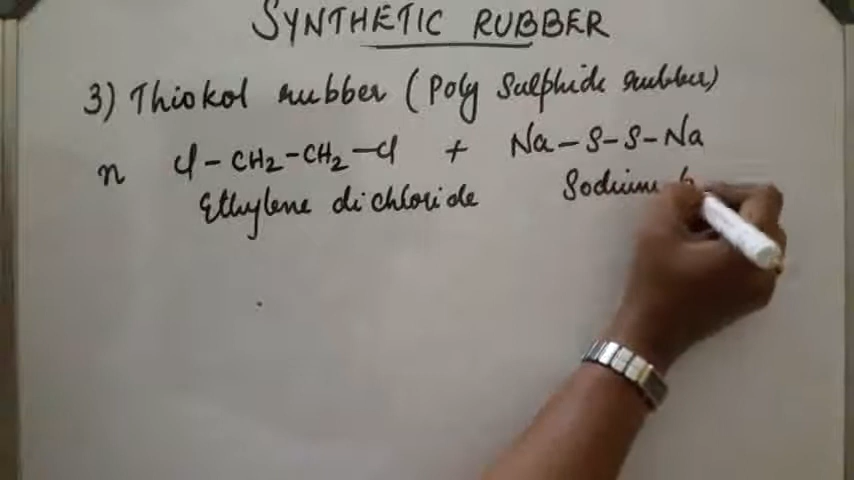 SYNTHETIC RUBBER
3) Thiokol rubber (Poly Sulphide rubber)
n Cl-CH2-CH2-Cl + Na-S-S-Na
Ethylene dichloride Sodium